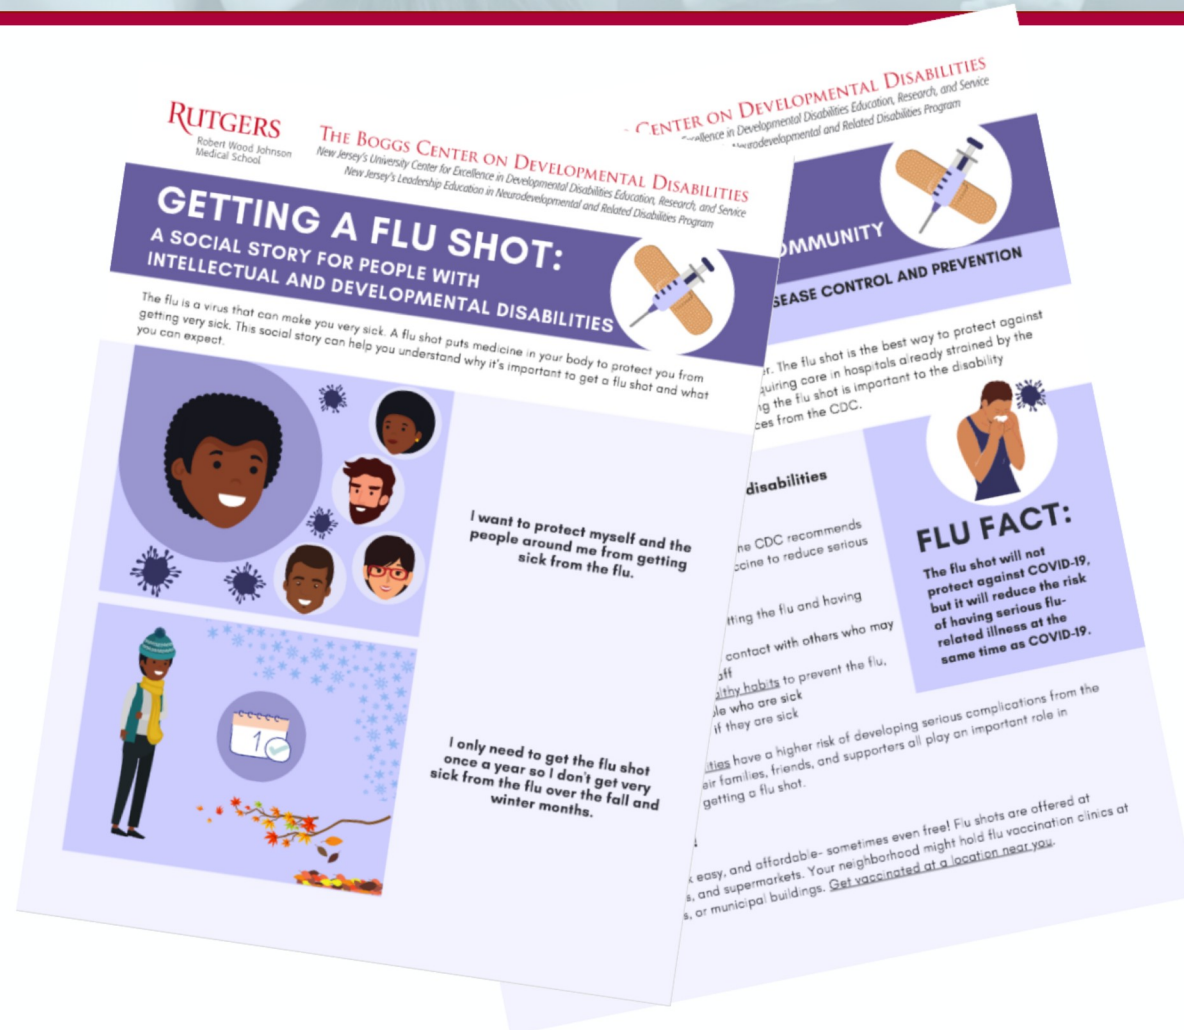 RUTGERS
Robert Wood Johnson
Medical School
THE BOGGS CENTER ON DEVELOPMENTAL DISABILITIES
New Jersey's University Center for Excellence in Developmental Disabilities Education, Research, and Service
New Jersey's Leadership Education in Neurodevelopmental and Related Disabilities Program
GETTING A FLU SHOT:
A SOCIAL STORY FOR PEOPLE WITH
INTELLECTUAL AND DEVELOPMENTAL DISABILITIES
The flu is a virus that can make you very sick. A flu shot puts medicine in your body to protect you from
getting very sick. This social story can help you understand why it's important to get a flu shot and what
you can expect.
I want to protect myself and the
people around me from getting
sick from the flu.
1
I only need to get the flu shot
once a year so I don't get very
sick from the flu over the fall and
winter months.
CENTER ON DEVELOPMENTAL DISABILITIES
in Developmental Disabilities Education, Research, and Service
and Related Disabilities Program
CONTROL AND PREVENTION
The flu shot is the best way to protect against
care in hospitals already strained by the
the flu shot is important to the disability
from the CDC.
disabilities
CDC recommends
to reduce serious
the flu and having
contact with others who may
habits to prevent the flu,
who are sick
if they are sick
FLU FACT:
The flu shot will not
protect against COVID-19,
but it will reduce the risk
of having serious flu-
related illness at the
same time as COVID-19.
have a higher risk of developing serious complications from the
families, friends, and supporters all play an important role in
getting a flu shot.
easy, and affordable- sometimes even free! Flu shots are offered at
and supermarkets. Your neighborhood might hold flu vaccination clinics at
or municipal buildings. Get vaccinated at a location near you.